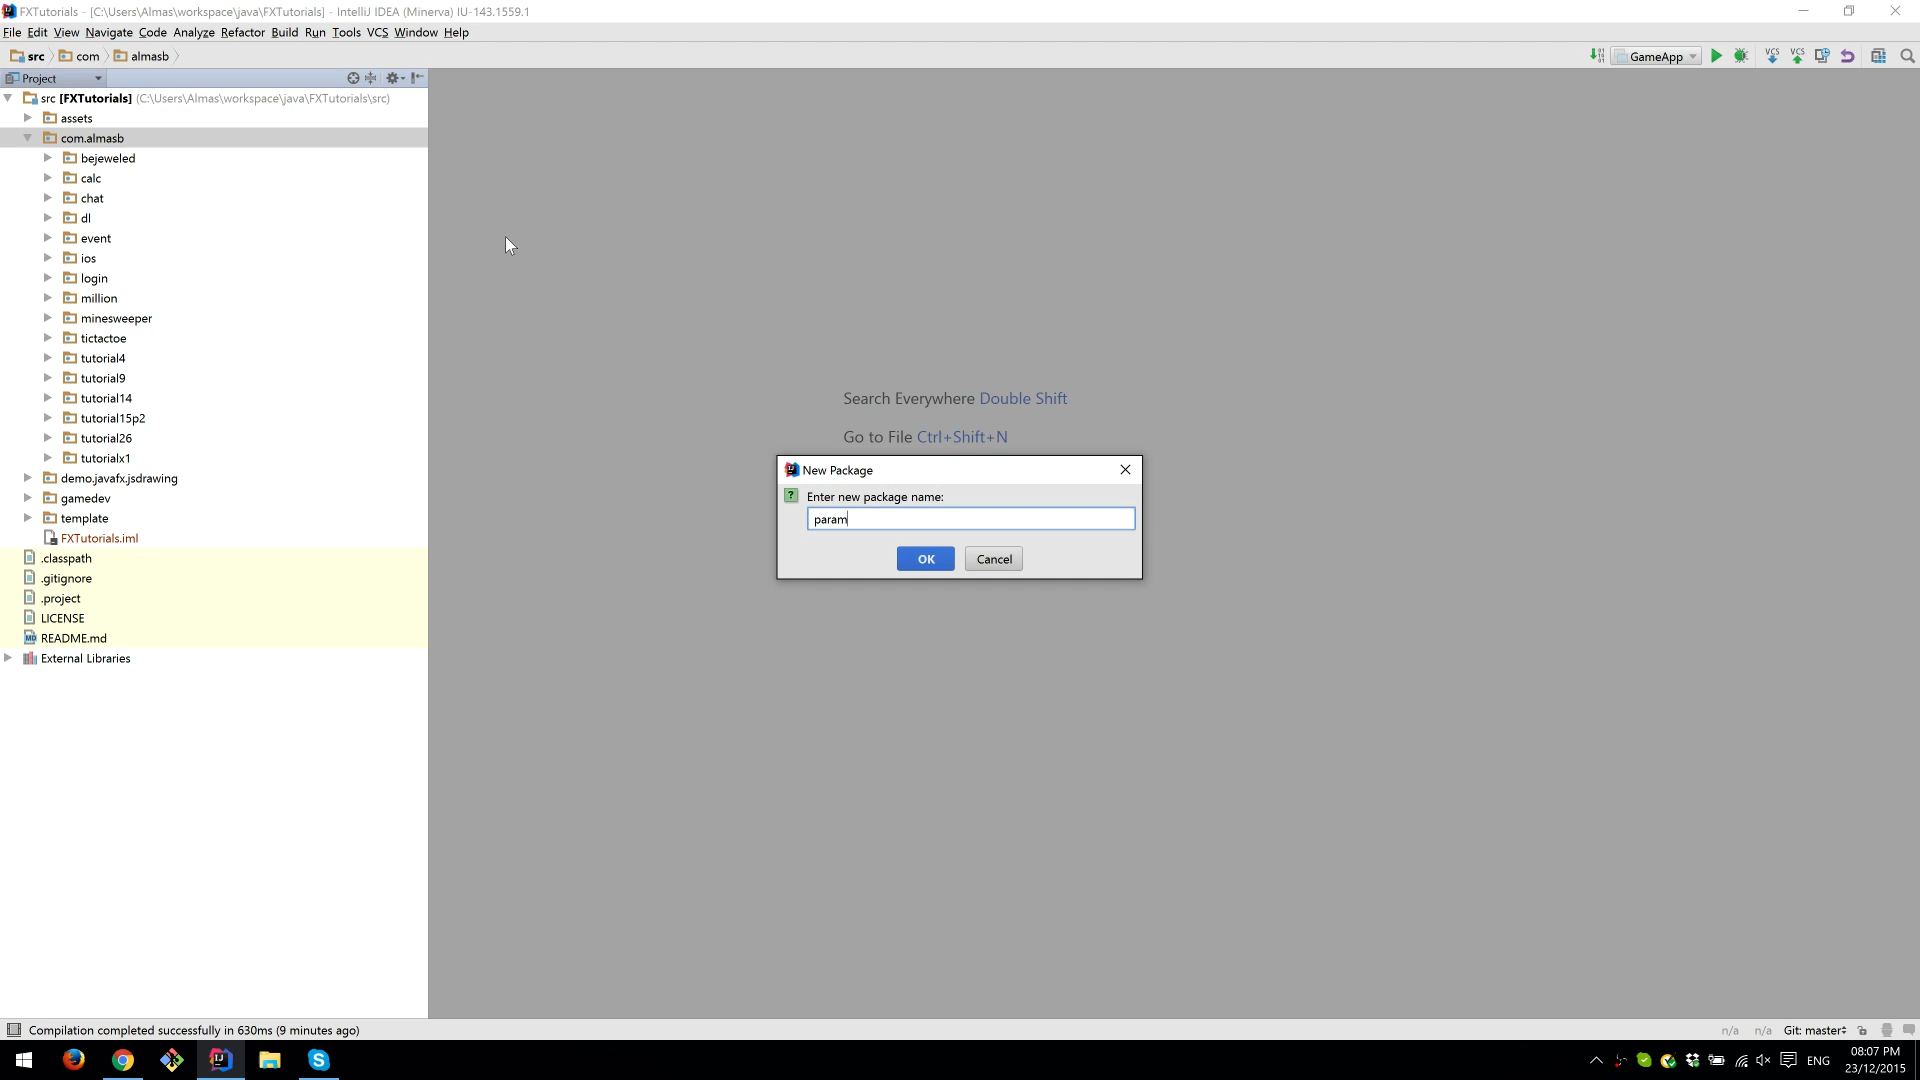 FXTutorials - [C:\Users\Almas\workspace\java\FXTutorials] - IntelliJ IDEA (Minerva) IU-143.1559.1
File Edit View Navigate Code Analyze Refactor Build Run Tools VCS Window Help
src com almasb GameApp VCS VCS
Project
src [FXTutorials] (C:\Users\Almas\workspace\java\FXTutorials\src)
assets
com.almasb
bejeweled
calc
chat
dl
event
ios
login
million
minesweeper
tictactoe
tutorial4
tutorial9
tutorial14
tutorial15p2
tutorial26
tutorialx1
demo.javafx.jsdrawing
gamedev
template
FXTutorials.iml
.classpath
.gitignore
.project
LICENSE
README.md
External Libraries
Search Everywhere Double Shift
Go to File Ctrl+Shift+N
New Package
Enter new package name:
param
OK Cancel
Compilation completed successfully in 630ms (9 minutes ago) n/a n/a Git: master
ENG 08:07 PM
23/12/2015